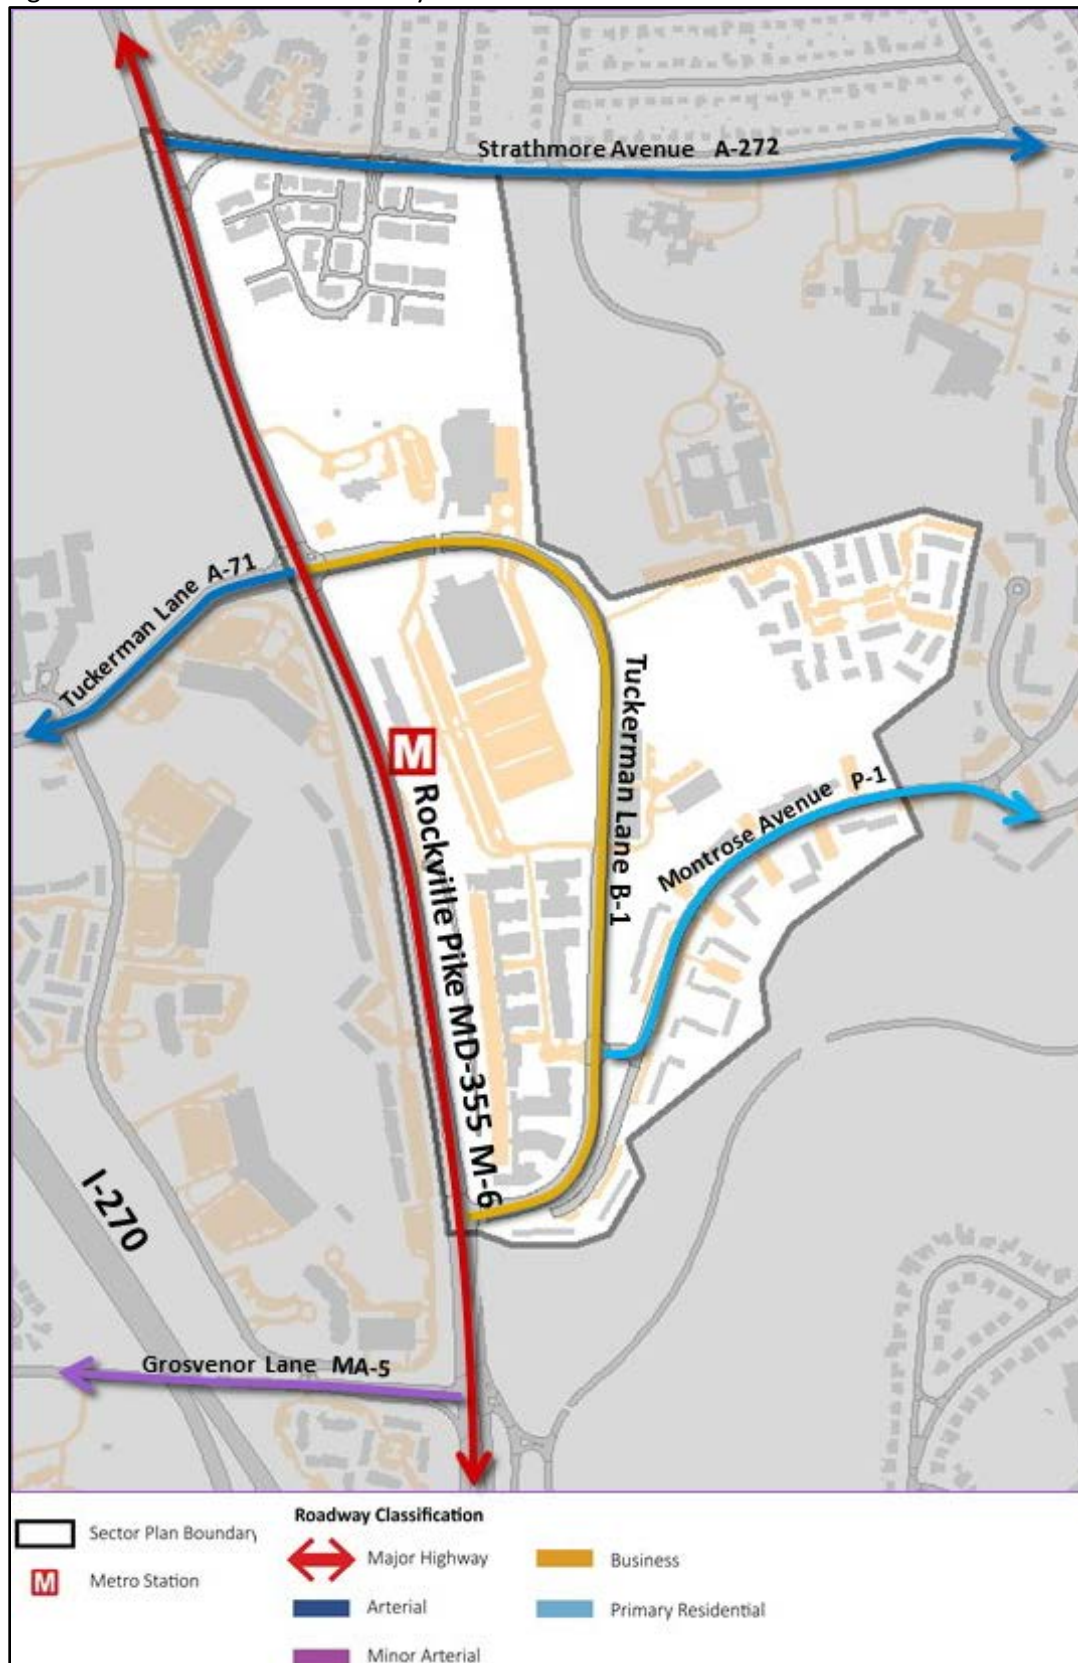 Strathmore Avenue A-272
Tuckerman Lane A-71
Tuckerman Lane B-1
M
Rockville Pike MD-355 M-6
Montrose Avenue P-1
I-270
Grosvenor Lane MA-5
Roadway Classification
Sector Plan Boundary
Major Highway
Business
M
Metro Station
Arterial
Primary Residential
Minor Arterial